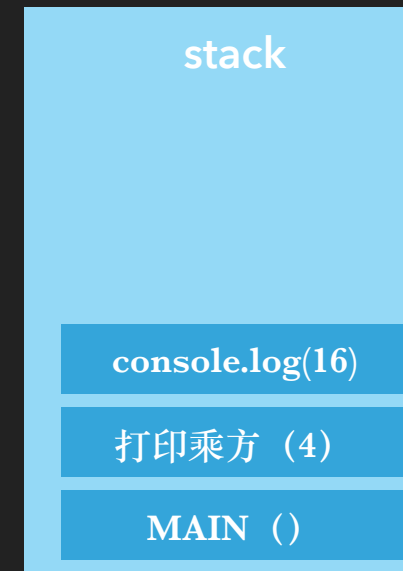 stack
console.log(16)
打印乘方（4）
MAIN（）